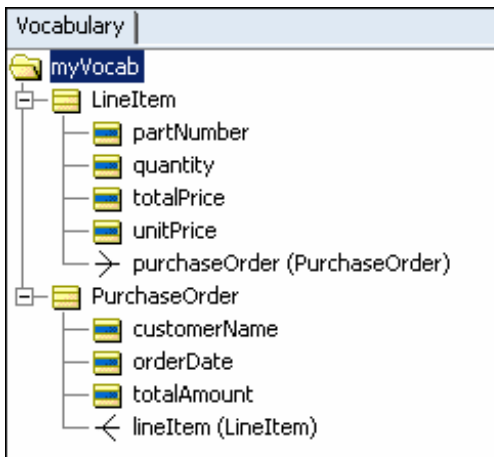 Vocabulary
myVocab
LineItem
partNumber
quantity
totalPrice
unitPrice
purchaseOrder (PurchaseOrder)
PurchaseOrder
customerName
orderDate
totalAmount
lineItem (LineItem)